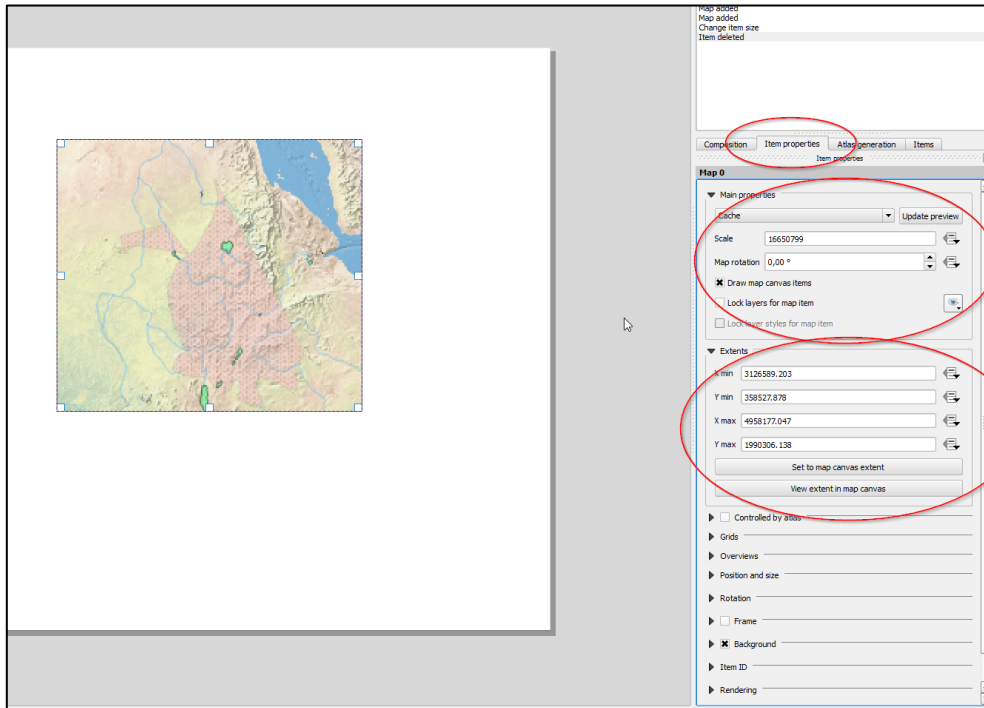 Map added
Map added
Change item size
Item deleted
Composition Item properties Atlas generation Items
Item properties
Map 0
Main properties
Cache Update preview
Scale 16650799
Map rotation 0,00 °
Draw map canvas items
Lock layers for map item
Lock layer styles for map item
Extents
X min 3126589.203
Y min 358527.878
X max 4958177.047
Y max 1990306.138
Set to map canvas extent
View extent in map canvas
Controlled by atlas
Grids
Overviews
Position and size
Rotation
Frame
Background
Item ID
Rendering